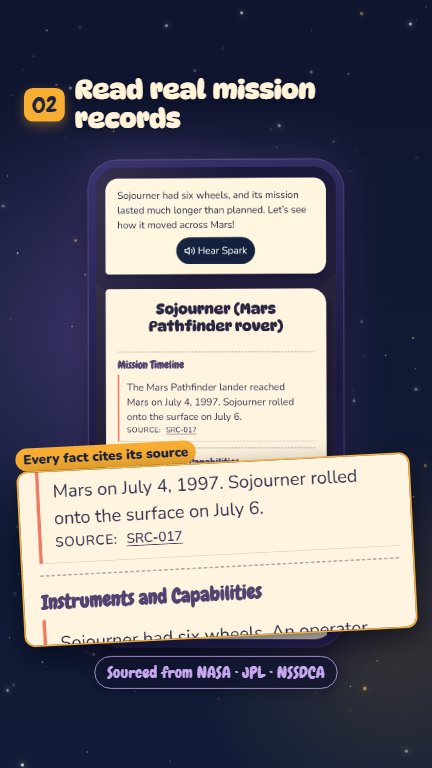 02
Read real mission
records
Sojourner had six wheels, and its mission
lasted much longer than planned. Let's see
how it moved across Mars!
Hear Spark
Sojourner (Mars
Pathfinder rover)
Mission Timeline
The Mars Pathfinder lander reached
Mars on July 4, 1997. Sojourner rolled
onto the surface on July 6.
SOURCE: SRC-017
Every fact cites its source
Mars on July 4, 1997. Sojourner rolled
onto the surface on July 6.
SOURCE: SRC-017
Instruments and Capabilities
Sojourner had six wheels. An operator
Sourced from NASA · JPL · NSSDCA